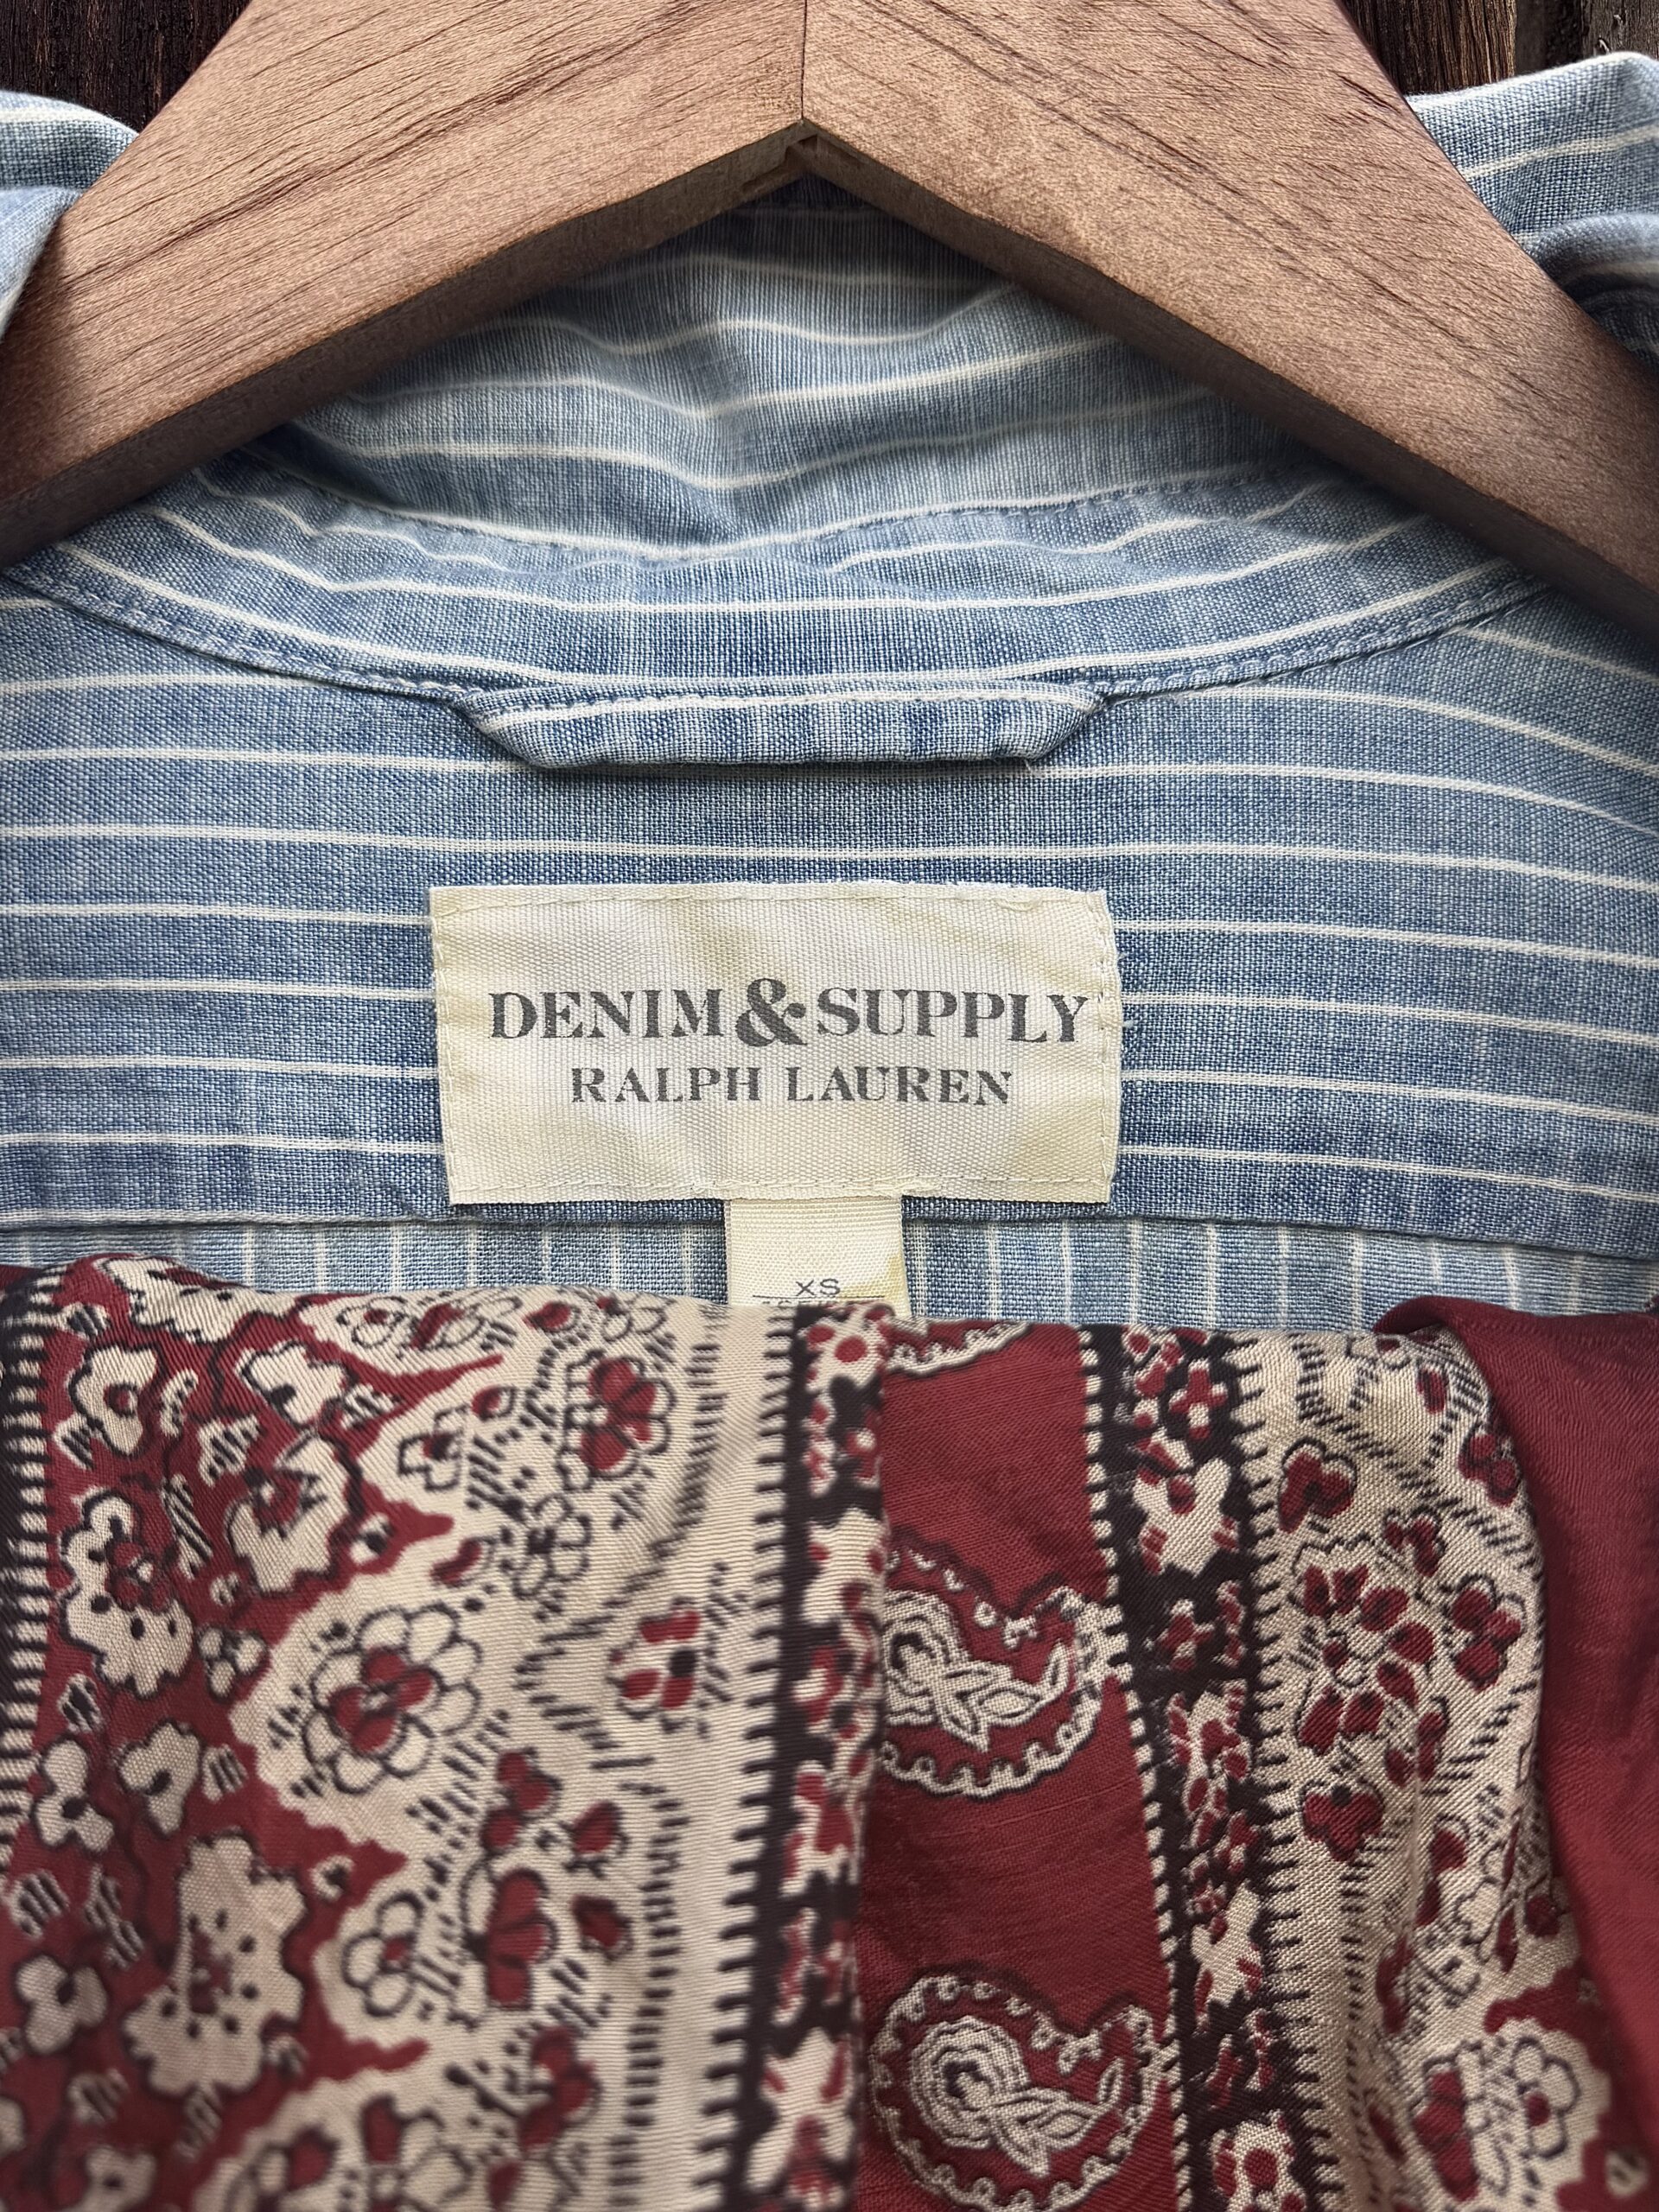 DENIM & SUPPLY
RALPH LAUREN
XS